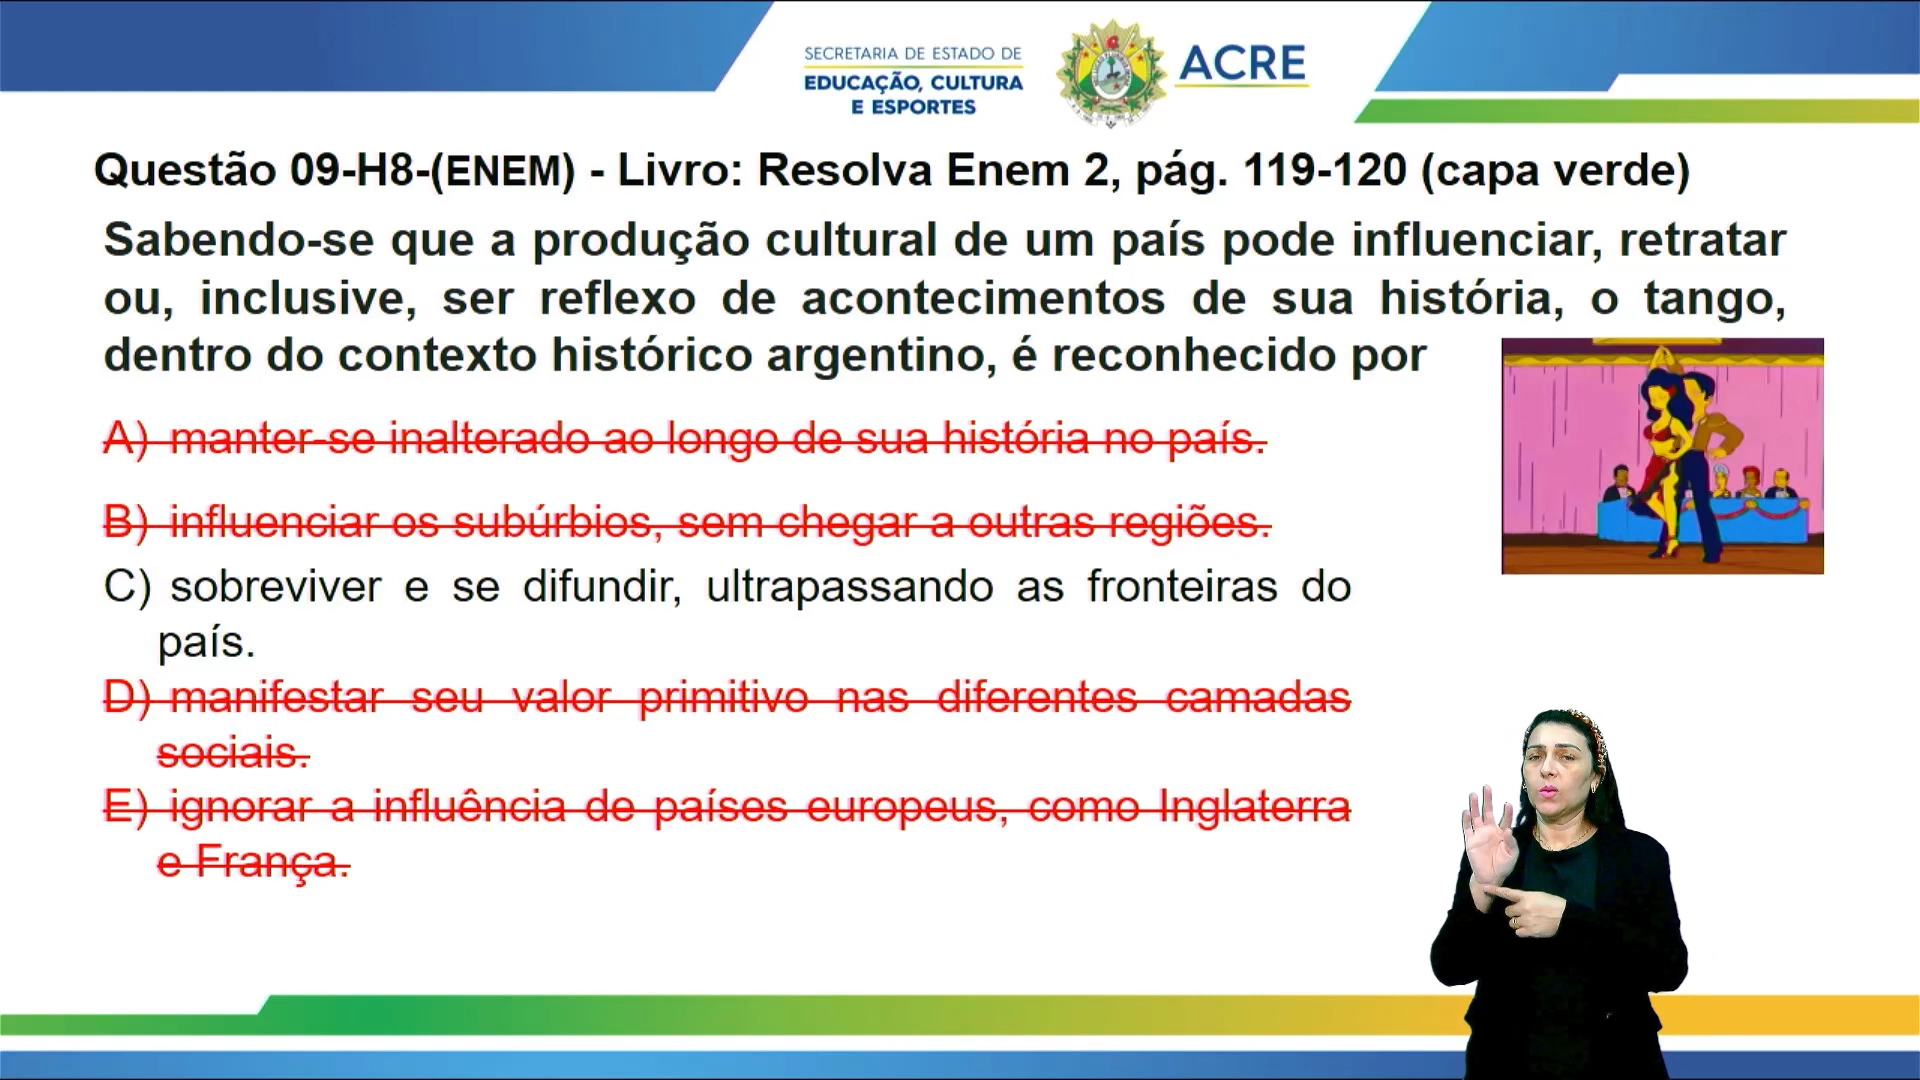 SECRETARIA DE ESTADO DE
EDUCAÇÃO, CULTURA
E ESPORTES
ACRE
Questão 09-H8-(ENEM) - Livro: Resolva Enem 2, pág. 119-120 (capa verde)
Sabendo-se que a produção cultural de um país pode influenciar, retratar
ou, inclusive, ser reflexo de acontecimentos de sua história, o tango,
dentro do contexto histórico argentino, é reconhecido por
A) manter-se inalterado ao longo de sua história no país.
B) influenciar os subúrbios, sem chegar a outras regiões.
C) sobreviver e se difundir, ultrapassando as fronteiras do
país.
D) manifestar seu valor primitivo nas diferentes camadas
sociais.
E) ignorar a influência de países europeus, como Inglaterra
e França.